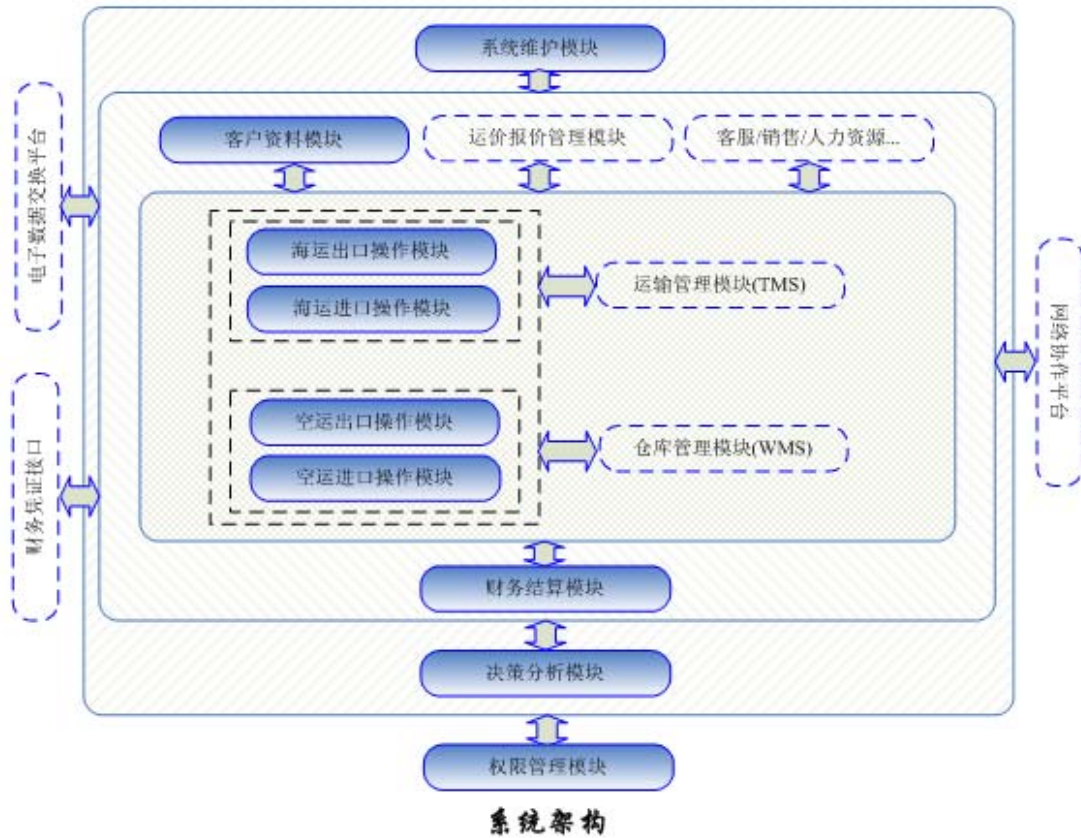 系统维护模块
客户资料模块
运价报价管理模块
客服/销售/人力资源...
电子数据交换平台
海运出口操作模块
海运进口操作模块
运输管理模块(TMS)
网络协作平台
空运出口操作模块
空运进口操作模块
仓库管理模块(WMS)
财务凭证接口
财务结算模块
决策分析模块
权限管理模块
系统架构